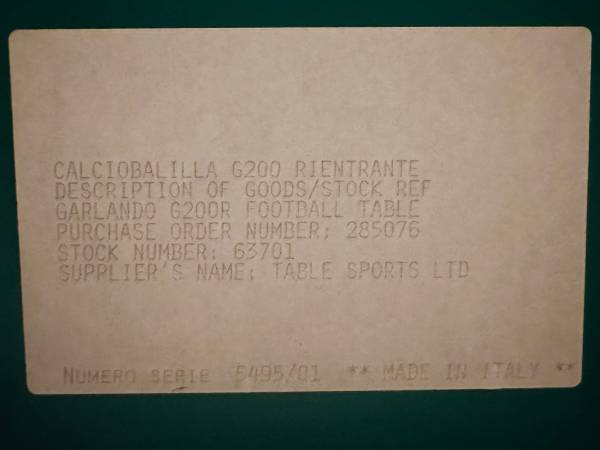 CALCIOBALILLA G200 RIENTRANTE
DESCRIPTION OF GOODS/STOCK REF
GARLANDO G200R FOOTBALL TABLE
PURCHASE ORDER NUMBER: 285076
STOCK NUMBER: 63701
SUPPLIER'S NAME: TABLE SPORTS LTD
NUMERO SERIE 5495/01 ** MADE IN ITALY **